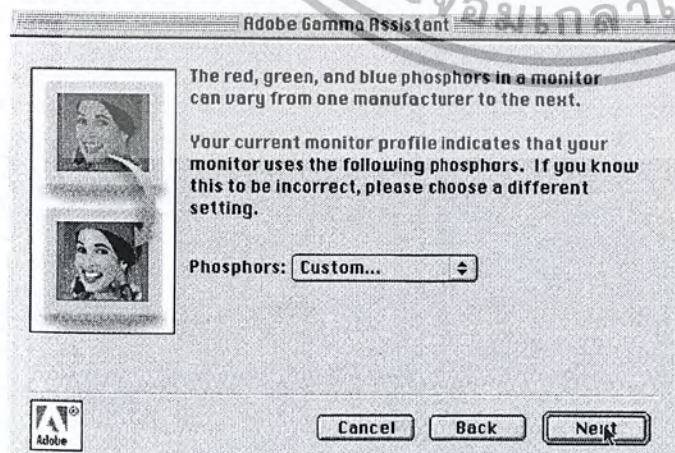 Adobe Gamma Assistant
The red, green, and blue phosphors in a monitor
can vary from one manufacturer to the next.
Your current monitor profile indicates that your
monitor uses the following phosphors. If you know
this to be incorrect, please choose a different
setting.
Phosphors: Custom...
Adobe
Cancel Back Next